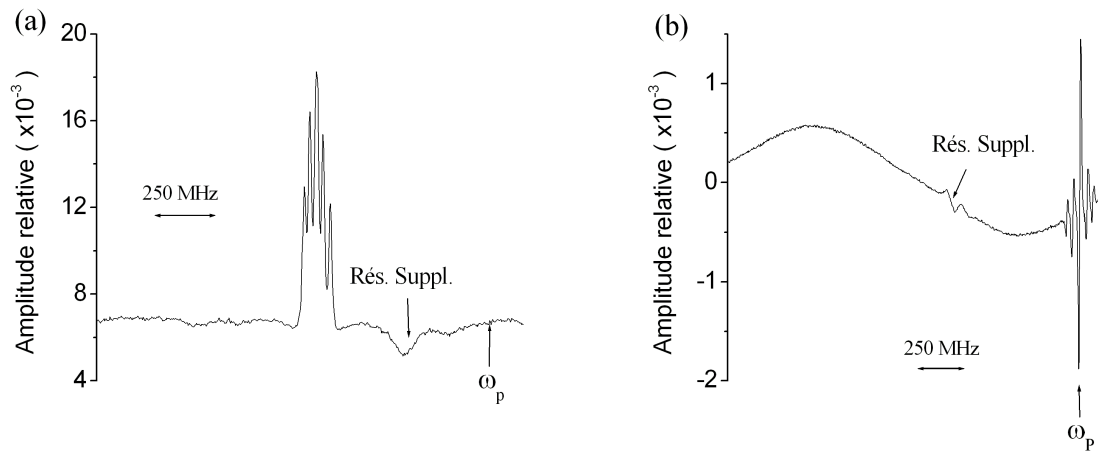 (a)
Amplitude relative ( x10⁻³ )
20
16
12
8
4
250 MHz
Rés. Suppl.
ωp
(b)
Amplitude relative ( x10⁻³ )
1
0
-1
-2
Rés. Suppl.
250 MHz
ωP